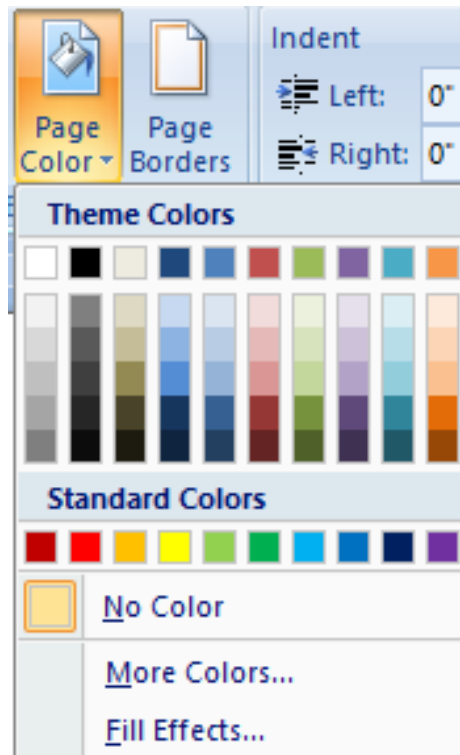 Page Color
Page Borders
Indent
Left: 0"
Right: 0"
Theme Colors
Standard Colors
No Color
More Colors...
Fill Effects...